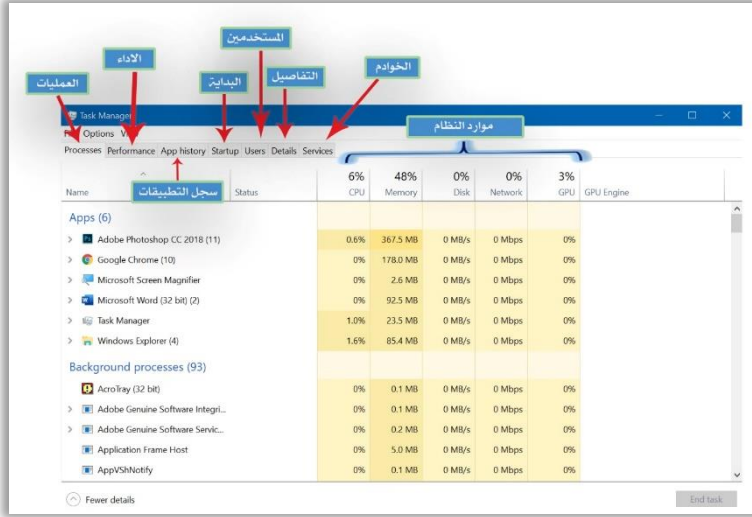 المستخدمين
الاداء
الخوادم
العمليات
البداية
التفاصيل
Task Manager
موارد النظام
Options
Processes Performance App history Startup Users Details Services
6% 48% 0% 0% 3%
Name سجل التطبيقات Status CPU Memory Disk Network GPU GPU Engine
Apps (6)
Adobe Photoshop CC 2018 (11) 0.6% 367.5 MB 0 MB/s 0 Mbps 0%
Google Chrome (10) 0% 178.0 MB 0 MB/s 0 Mbps 0%
Microsoft Screen Magnifier 0% 2.6 MB 0 MB/s 0 Mbps 0%
Microsoft Word (32 bit) (2) 0% 92.5 MB 0 MB/s 0 Mbps 0%
Task Manager 1.0% 23.5 MB 0 MB/s 0 Mbps 0%
Windows Explorer (4) 1.6% 85.4 MB 0 MB/s 0 Mbps 0%
Background processes (93)
AcroTray (32 bit) 0% 0.1 MB 0 MB/s 0 Mbps 0%
Adobe Genuine Software Integri... 0% 0.1 MB 0 MB/s 0 Mbps 0%
Adobe Genuine Software Servic... 0% 0.2 MB 0 MB/s 0 Mbps 0%
Application Frame Host 0% 5.0 MB 0 MB/s 0 Mbps 0%
AppVShNotify 0% 0.1 MB 0 MB/s 0 Mbps 0%
Fewer details End task